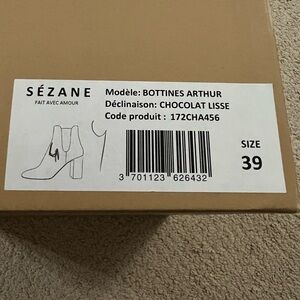 SÉZANE
FAIT AVEC AMOUR
Modèle: BOTTINES ARTHUR
Déclinaison: CHOCOLAT LISSE
Code produit : 172CHA456
SIZE
39
3 701123 626432